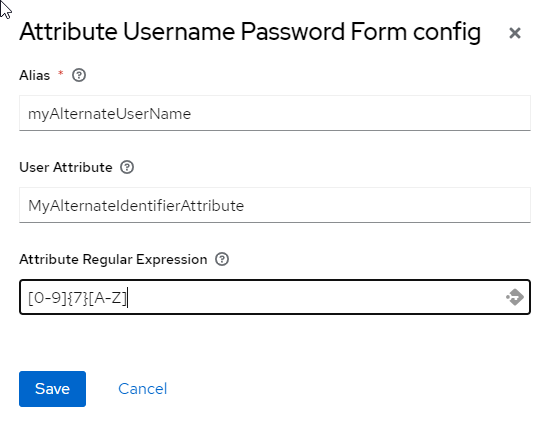 Attribute Username Password Form config
Alias *
myAlternateUserName
User Attribute
MyAlternateIdentifierAttribute
Attribute Regular Expression
[0-9]{7}[A-Z]
Save Cancel